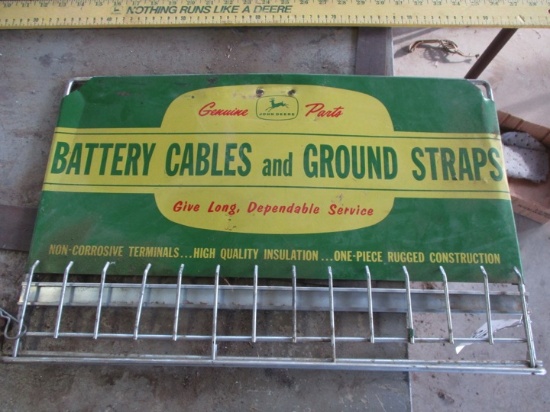 NOTHING RUNS LIKE A DEERE
Genuine Parts
JOHN DEERE
BATTERY CABLES and GROUND STRAPS
Give Long, Dependable Service
NON-CORROSIVE TERMINALS...HIGH QUALITY INSULATION ...ONE-PIECE RUGGED CONSTRUCTION